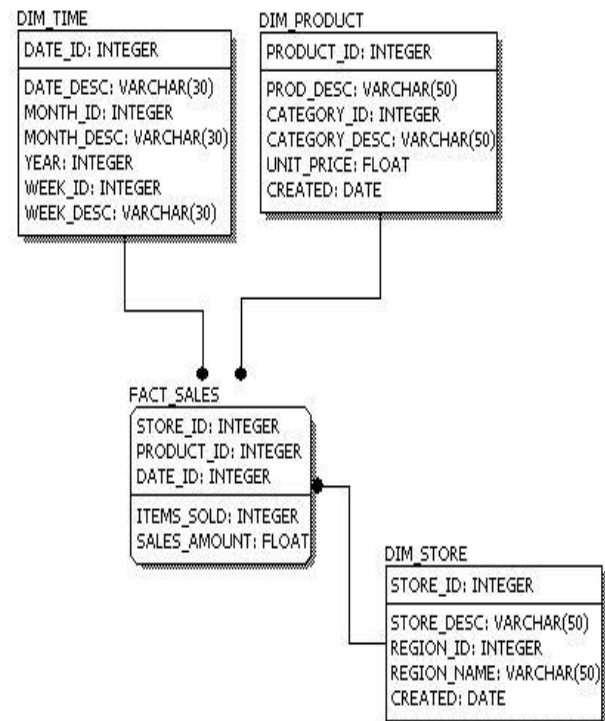 DIM_TIME
DATE_ID: INTEGER
DATE_DESC: VARCHAR(30)
MONTH_ID: INTEGER
MONTH_DESC: VARCHAR(30)
YEAR: INTEGER
WEEK_ID: INTEGER
WEEK_DESC: VARCHAR(30)
DIM_PRODUCT
PRODUCT_ID: INTEGER
PROD_DESC: VARCHAR(50)
CATEGORY_ID: INTEGER
CATEGORY_DESC: VARCHAR(50)
UNIT_PRICE: FLOAT
CREATED: DATE
FACT_SALES
STORE_ID: INTEGER
PRODUCT_ID: INTEGER
DATE_ID: INTEGER
ITEMS_SOLD: INTEGER
SALES_AMOUNT: FLOAT
DIM_STORE
STORE_ID: INTEGER
STORE_DESC: VARCHAR(50)
REGION_ID: INTEGER
REGION_NAME: VARCHAR(50)
CREATED: DATE